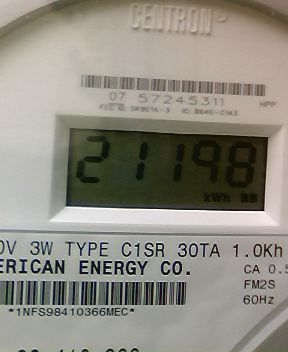 CENTRON®
07 57245311
HPP
21198
kWh
0V 3W TYPE C1SR 30TA 1.0Kh
ERICAN ENERGY CO.
CA 0.5
FM2S
60Hz
*1NFS98410366MEC*